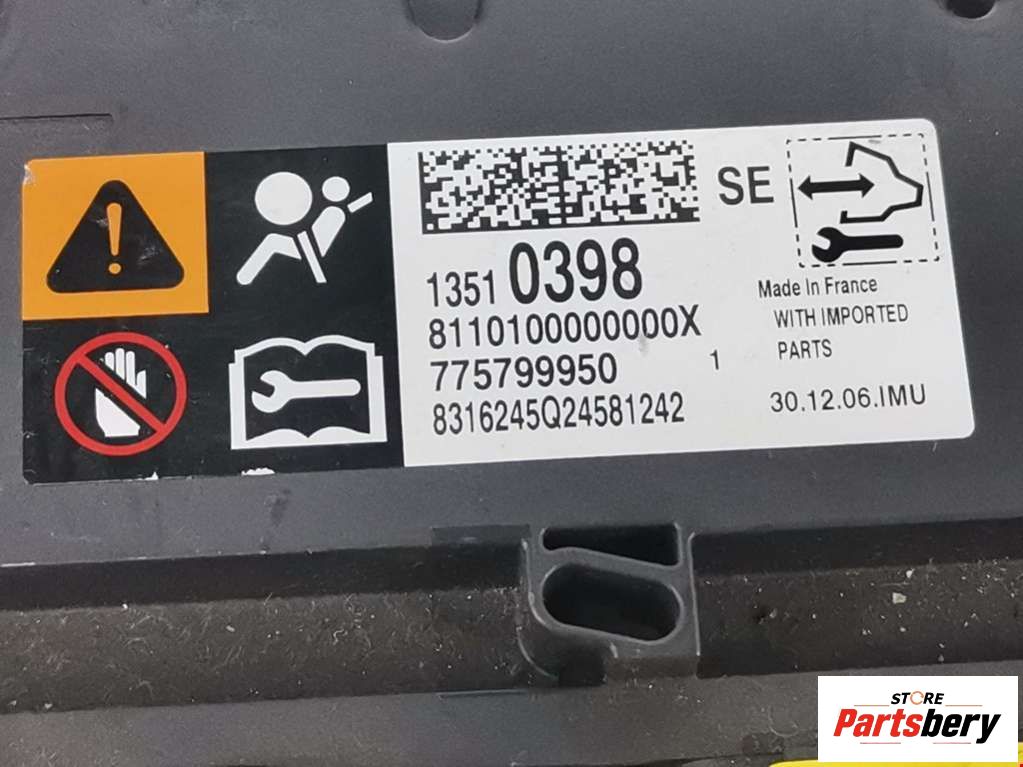 SE
1351 0398
8110100000000X
775799950 1
8316245Q24581242
Made In France
WITH IMPORTED
PARTS
30.12.06.IMU
STORE
Partsbery